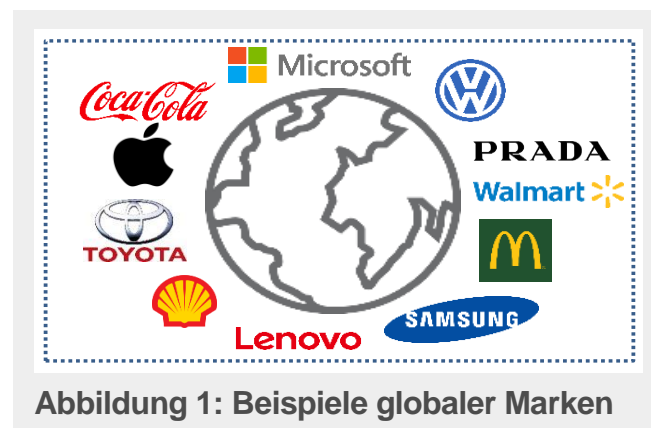 Microsoft
Coca-Cola
PRADA
Walmart
TOYOTA
SAMSUNG
Lenovo
Abbildung 1: Beispiele globaler Marken